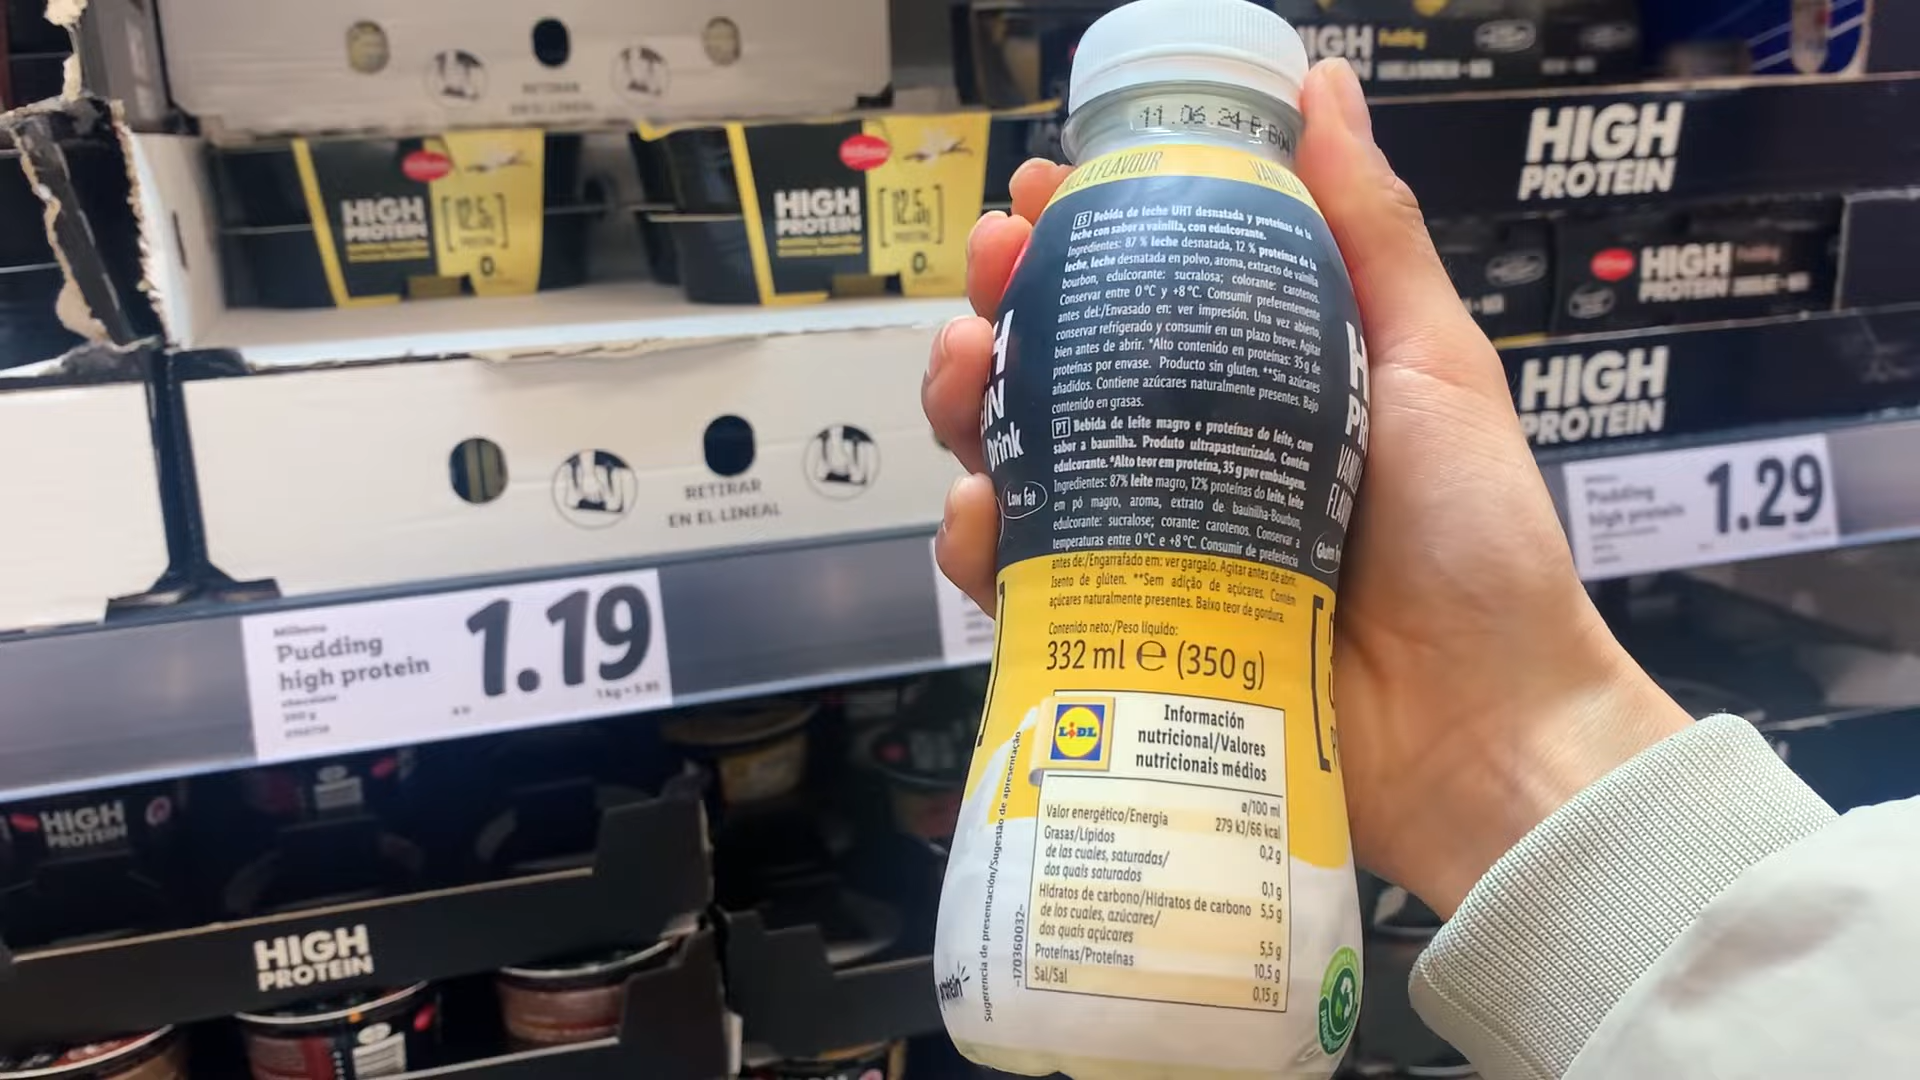 RETIRAR
EN EL LINEAL
HIGH
PROTEIN
[12,5g]
0%
HIGH
PROTEIN
[12,5g]
0%
HIGH
HIGH
PROTEIN
HIGH
PROTEIN
HIGH
PROTEIN
RETIRAR
EN EL LINEAL
Milbona
Pudding
high protein
chocolate
200 g
1.19
1 kg = 5.95
Pudding
high protein
1.29
HIGH
PROTEIN
HIGH
PROTEIN
11.06.24
VANILLA FLAVOUR
VANILLA
ES Bebida de leche UHT desnatada y proteínas de la
leche con sabor a vainilla, con edulcorante.
Ingredientes: 87 % leche desnatada, 12 % proteínas de la
leche, leche desnatada en polvo, aroma, extracto de vainilla
bourbon, edulcorante: sucralosa; colorante: carotenos.
Conservar entre 0°C y +8°C. Consumir preferentemente
antes del:/Envasado en: ver impresión. Una vez abierto,
conservar refrigerado y consumir en un plazo breve. Agitar
bien antes de abrir. *Alto contenido en proteínas: 35 g de
proteínas por envase. Producto sin gluten. **Sin azúcares
añadidos. Contiene azúcares naturalmente presentes. Bajo
contenido en grasas.
PT Bebida de leite magro e proteínas do leite, com
sabor a baunilha. Produto ultrapasteurizado. Contém
edulcorante. *Alto teor em proteína, 35 g por embalagem.
Ingredientes: 87% leite magro, 12% proteínas do leite, leite
em pó magro, aroma, extrato de baunilha-Bourbon,
edulcorante: sucralose; corante: carotenos. Conservar a
temperaturas entre 0°C e +8°C. Consumir de preferência
antes de:/Engarrafado em: ver gargalo. Agitar antes de abrir.
Isento de glúten. **Sem adição de açúcares. Contém
açúcares naturalmente presentes. Baixo teor de gordura.
Drink
Low fat
Contenido neto:/Peso líquido:
332 ml e (350 g)
LIDL
Información
nutricional/Valores
nutricionais médios
ø/100 ml
Valor energético/Energia 279 kJ/66 kcal
Grasas/Lípidos 0,2 g
de las cuales, saturadas/
dos quais saturados 0,1 g
Hidratos de carbono/Hidratos de carbono 5,5 g
de los cuales, azúcares/
dos quais açúcares 5,5 g
Proteínas/Proteínas 10,5 g
Sal/Sal 0,15 g
Sugerencia de presentación/Sugestão de apresentação
-170360032-